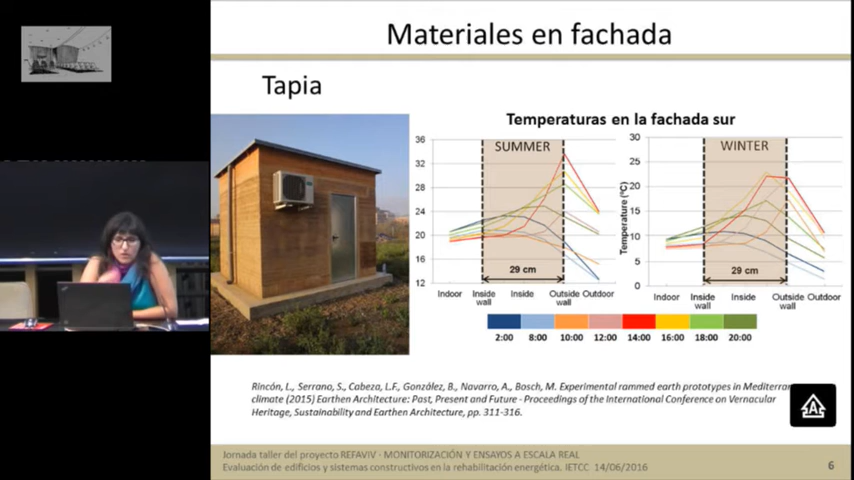 Materiales en fachada
Tapia
Temperaturas en la fachada sur
36
32
28
24
20
16
12
SUMMER
29 cm
Indoor
Inside wall
Inside
Outside wall
Outdoor
Temperature (ºC)
30
25
20
15
10
5
0
WINTER
29 cm
Indoor
Inside wall
Inside
Outside wall
Outdoor
2:00 8:00 10:00 12:00 14:00 16:00 18:00 20:00
Rincón, L., Serrano, S., Cabeza, L.F., González, B., Navarro, A., Bosch, M. Experimental rammed earth prototypes in
climate (2015) Earthen Architecture: Past, Present and Future - Proceedings of the International Conference on Vernacular
Heritage, Sustainability and Earthen Architecture, pp. 311-316.
Jornada taller del proyecto REFAVIV - MONITORIZACIÓN Y ENSAYOS A ESCALA REAL
Evaluación de edificios y sistemas constructivos en la rehabilitación energética. IETCC 14/06/2016
6